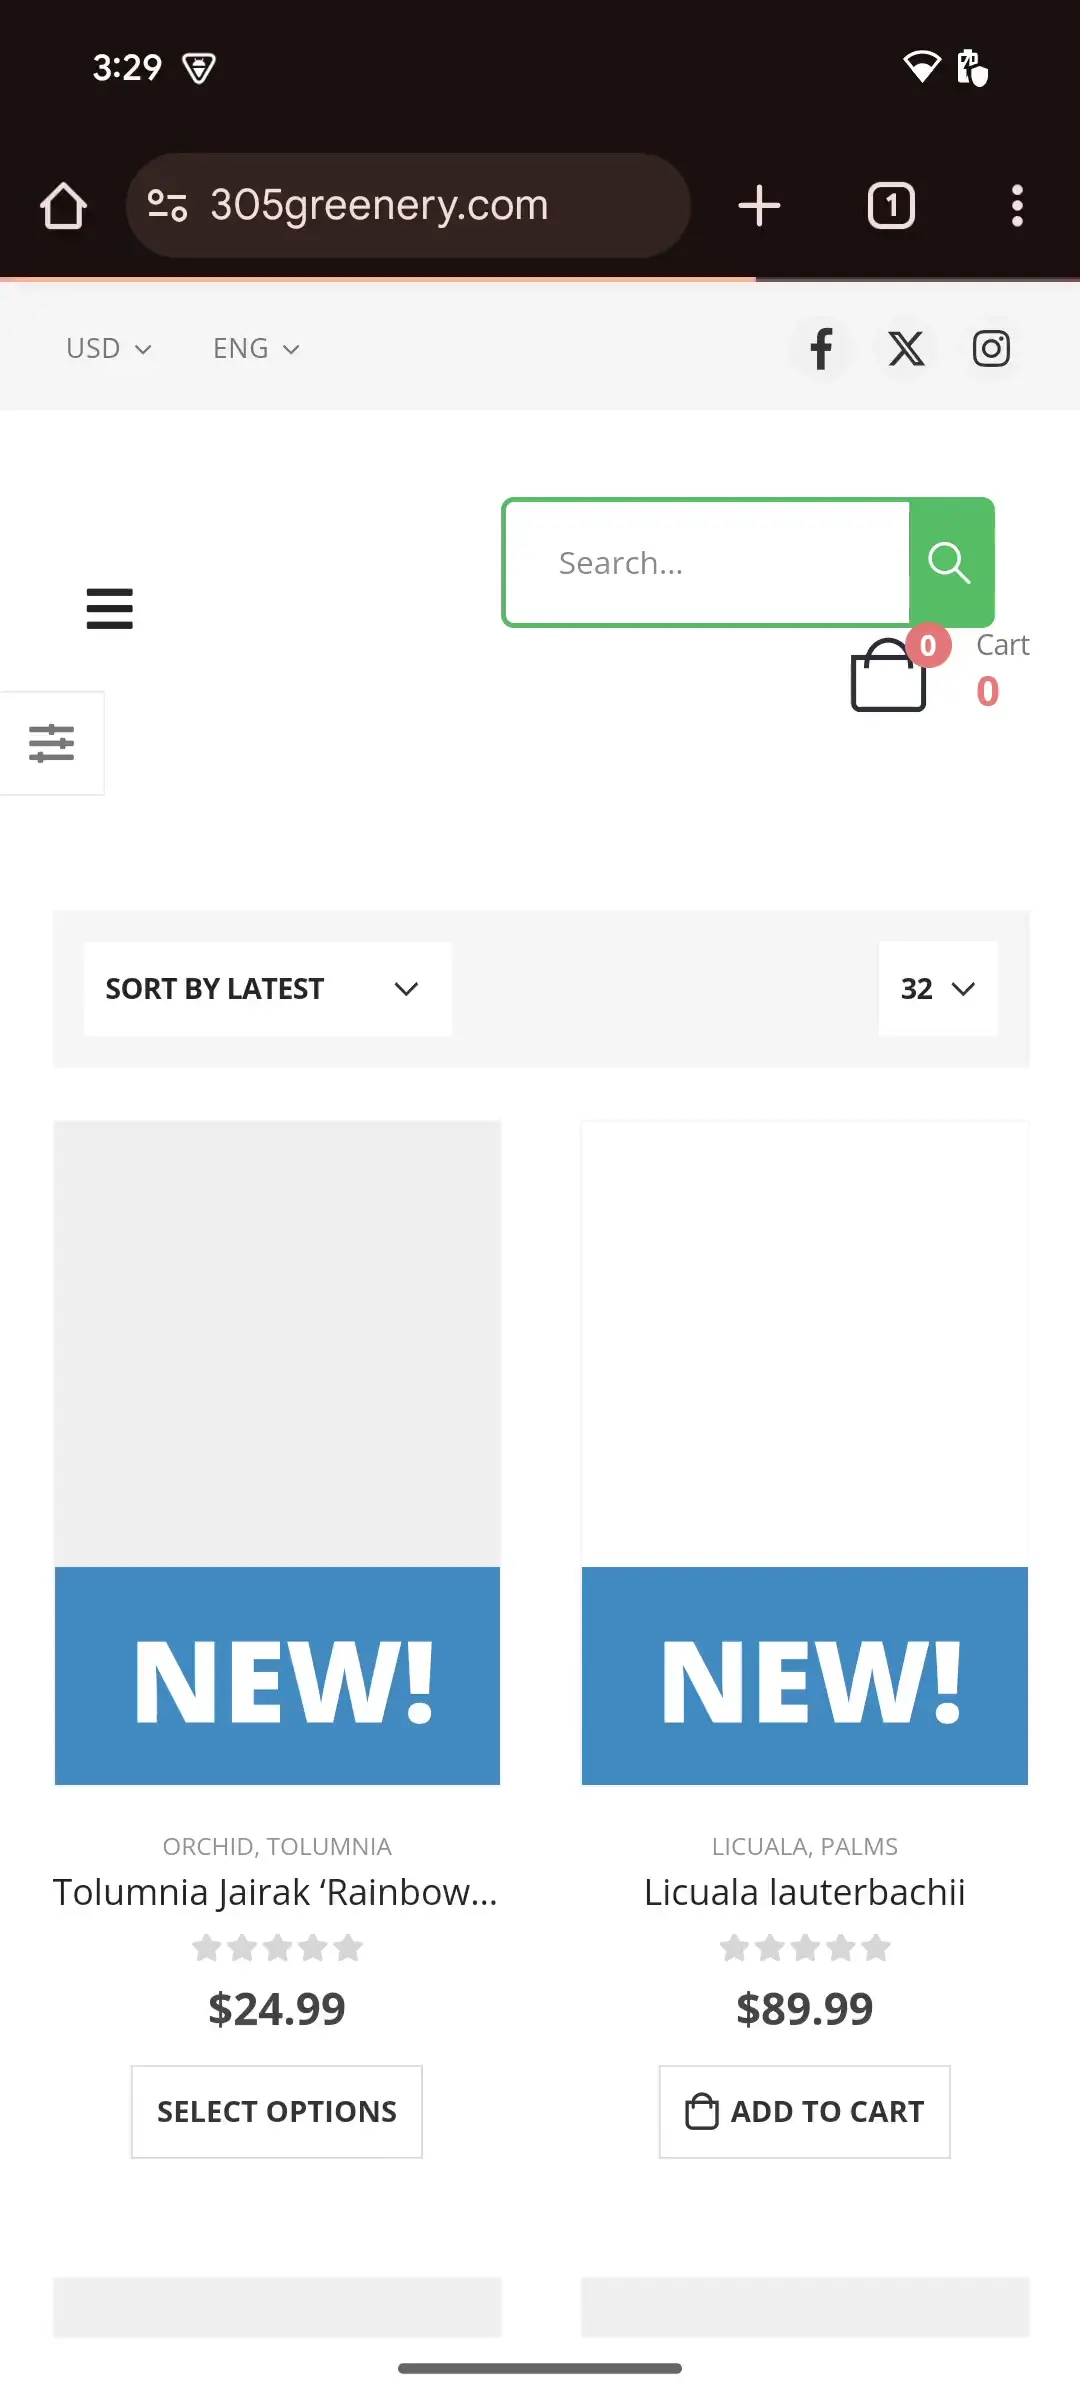 3:29
305greenery.com
1
USD
ENG
Search...
0
Cart
0
SORT BY LATEST
32
NEW!
NEW!
ORCHID, TOLUMNIA
Tolumnia Jairak ‘Rainbow...
$24.99
SELECT OPTIONS
LICUALA, PALMS
Licuala lauterbachii
$89.99
ADD TO CART